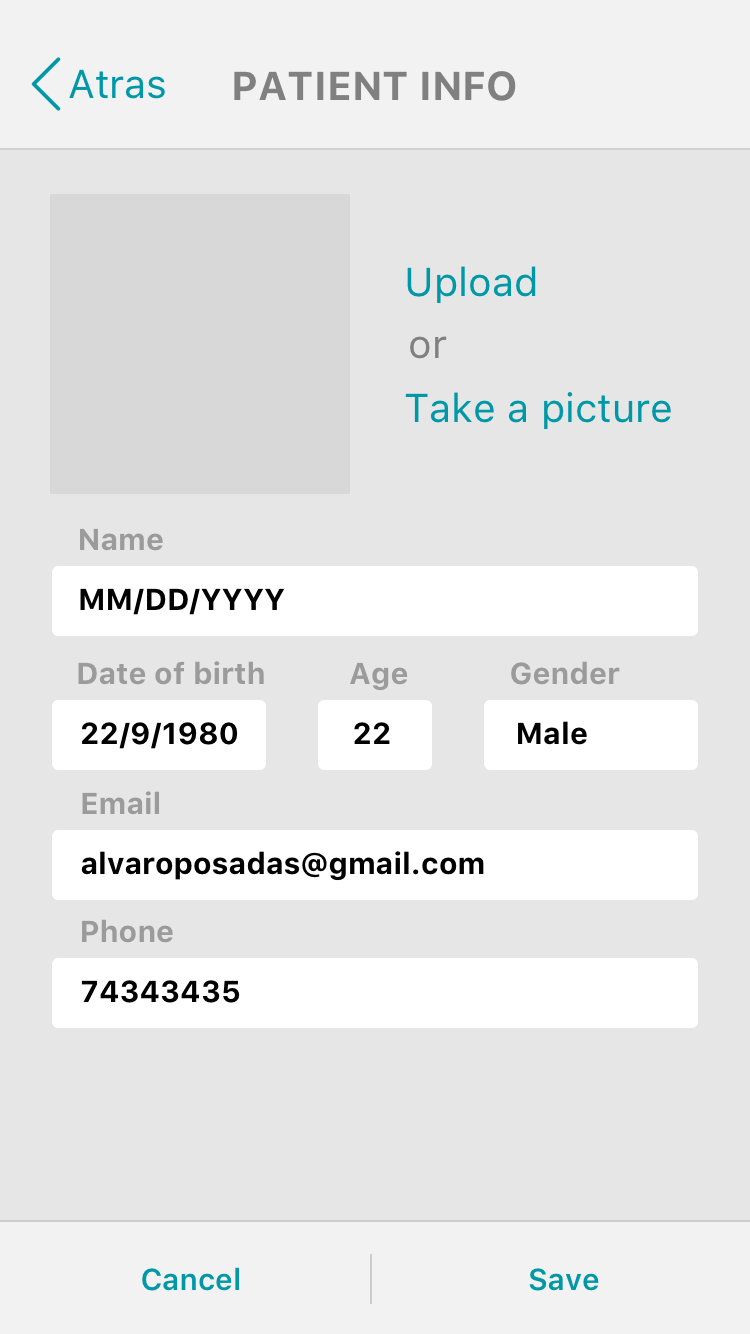 Atras PATIENT INFO
Upload
or
Take a picture
Name
MM/DD/YYYY
Date of birth Age Gender
22/9/1980 22 Male
Email
alvaroposadas@gmail.com
Phone
74343435
Cancel Save